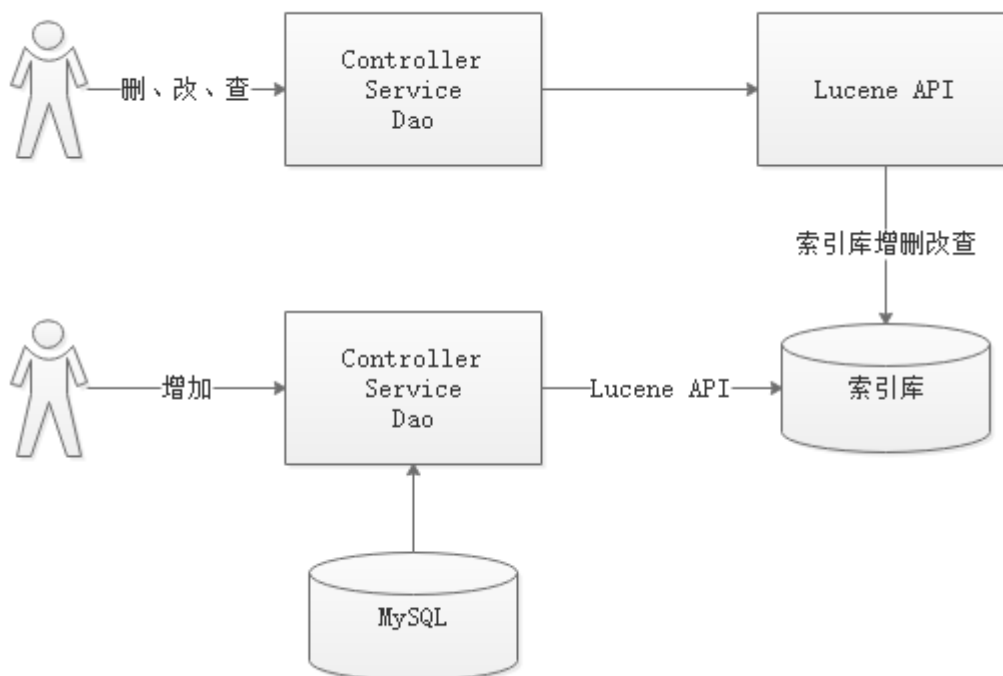 删、改、查
Controller
Service
Dao
Lucene API
索引库增删改查
增加
Controller
Service
Dao
Lucene API
索引库
MySQL